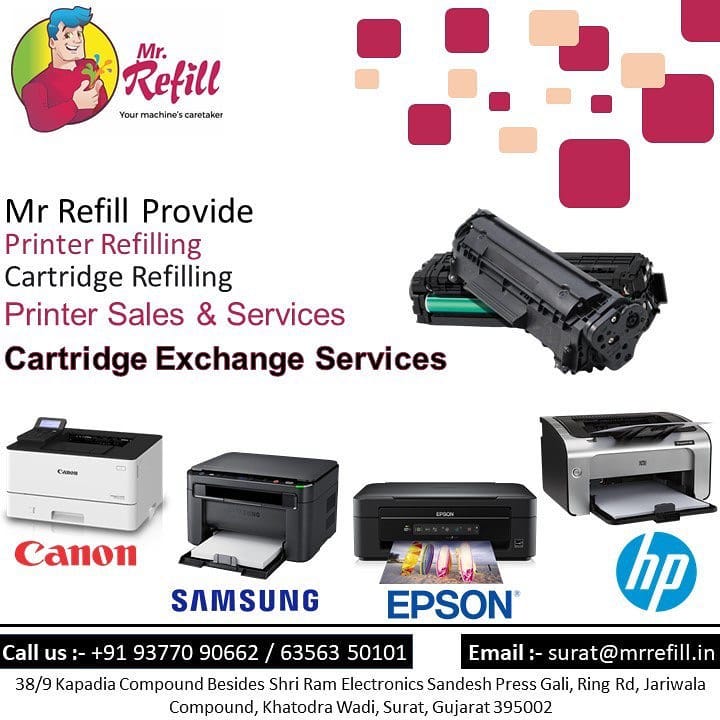 Mr.
Refill
Your machine's caretaker
Mr Refill Provide
Printer Refilling
Cartridge Refilling
Printer Sales & Services
Cartridge Exchange Services
Canon
SAMSUNG
EPSON
hp
Canon
SAMSUNG
EPSON®
hp
Call us :- +91 93770 90662 / 63563 50101
Email :- surat@mrrefill.in
38/9 Kapadia Compound Besides Shri Ram Electronics Sandesh Press Gali, Ring Rd, Jariwala
Compound, Khatodra Wadi, Surat, Gujarat 395002